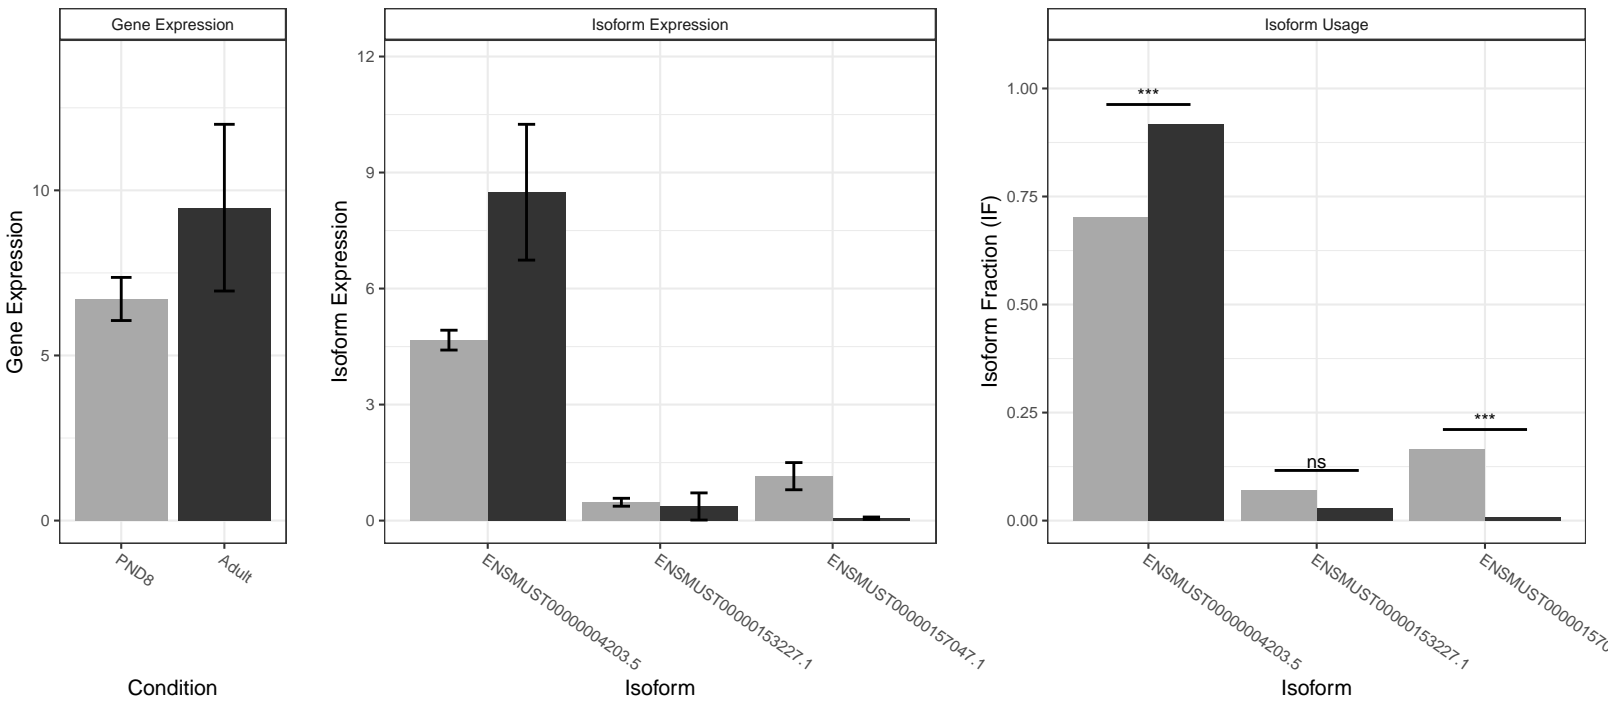 Gene Expression
Gene Expression
10
5
0
PND8
Adult
Condition
Isoform Expression
Isoform Expression
12
9
6
3
0
ENSMUST00000004203.5
ENSMUST00000153227.1
ENSMUST00000157047.1
Isoform
Isoform Usage
Isoform Fraction (IF)
1.00
0.75
0.50
0.25
0.00
***
ns
***
ENSMUST00000004203.5
ENSMUST00000153227.1
ENSMUST000001570
Isoform